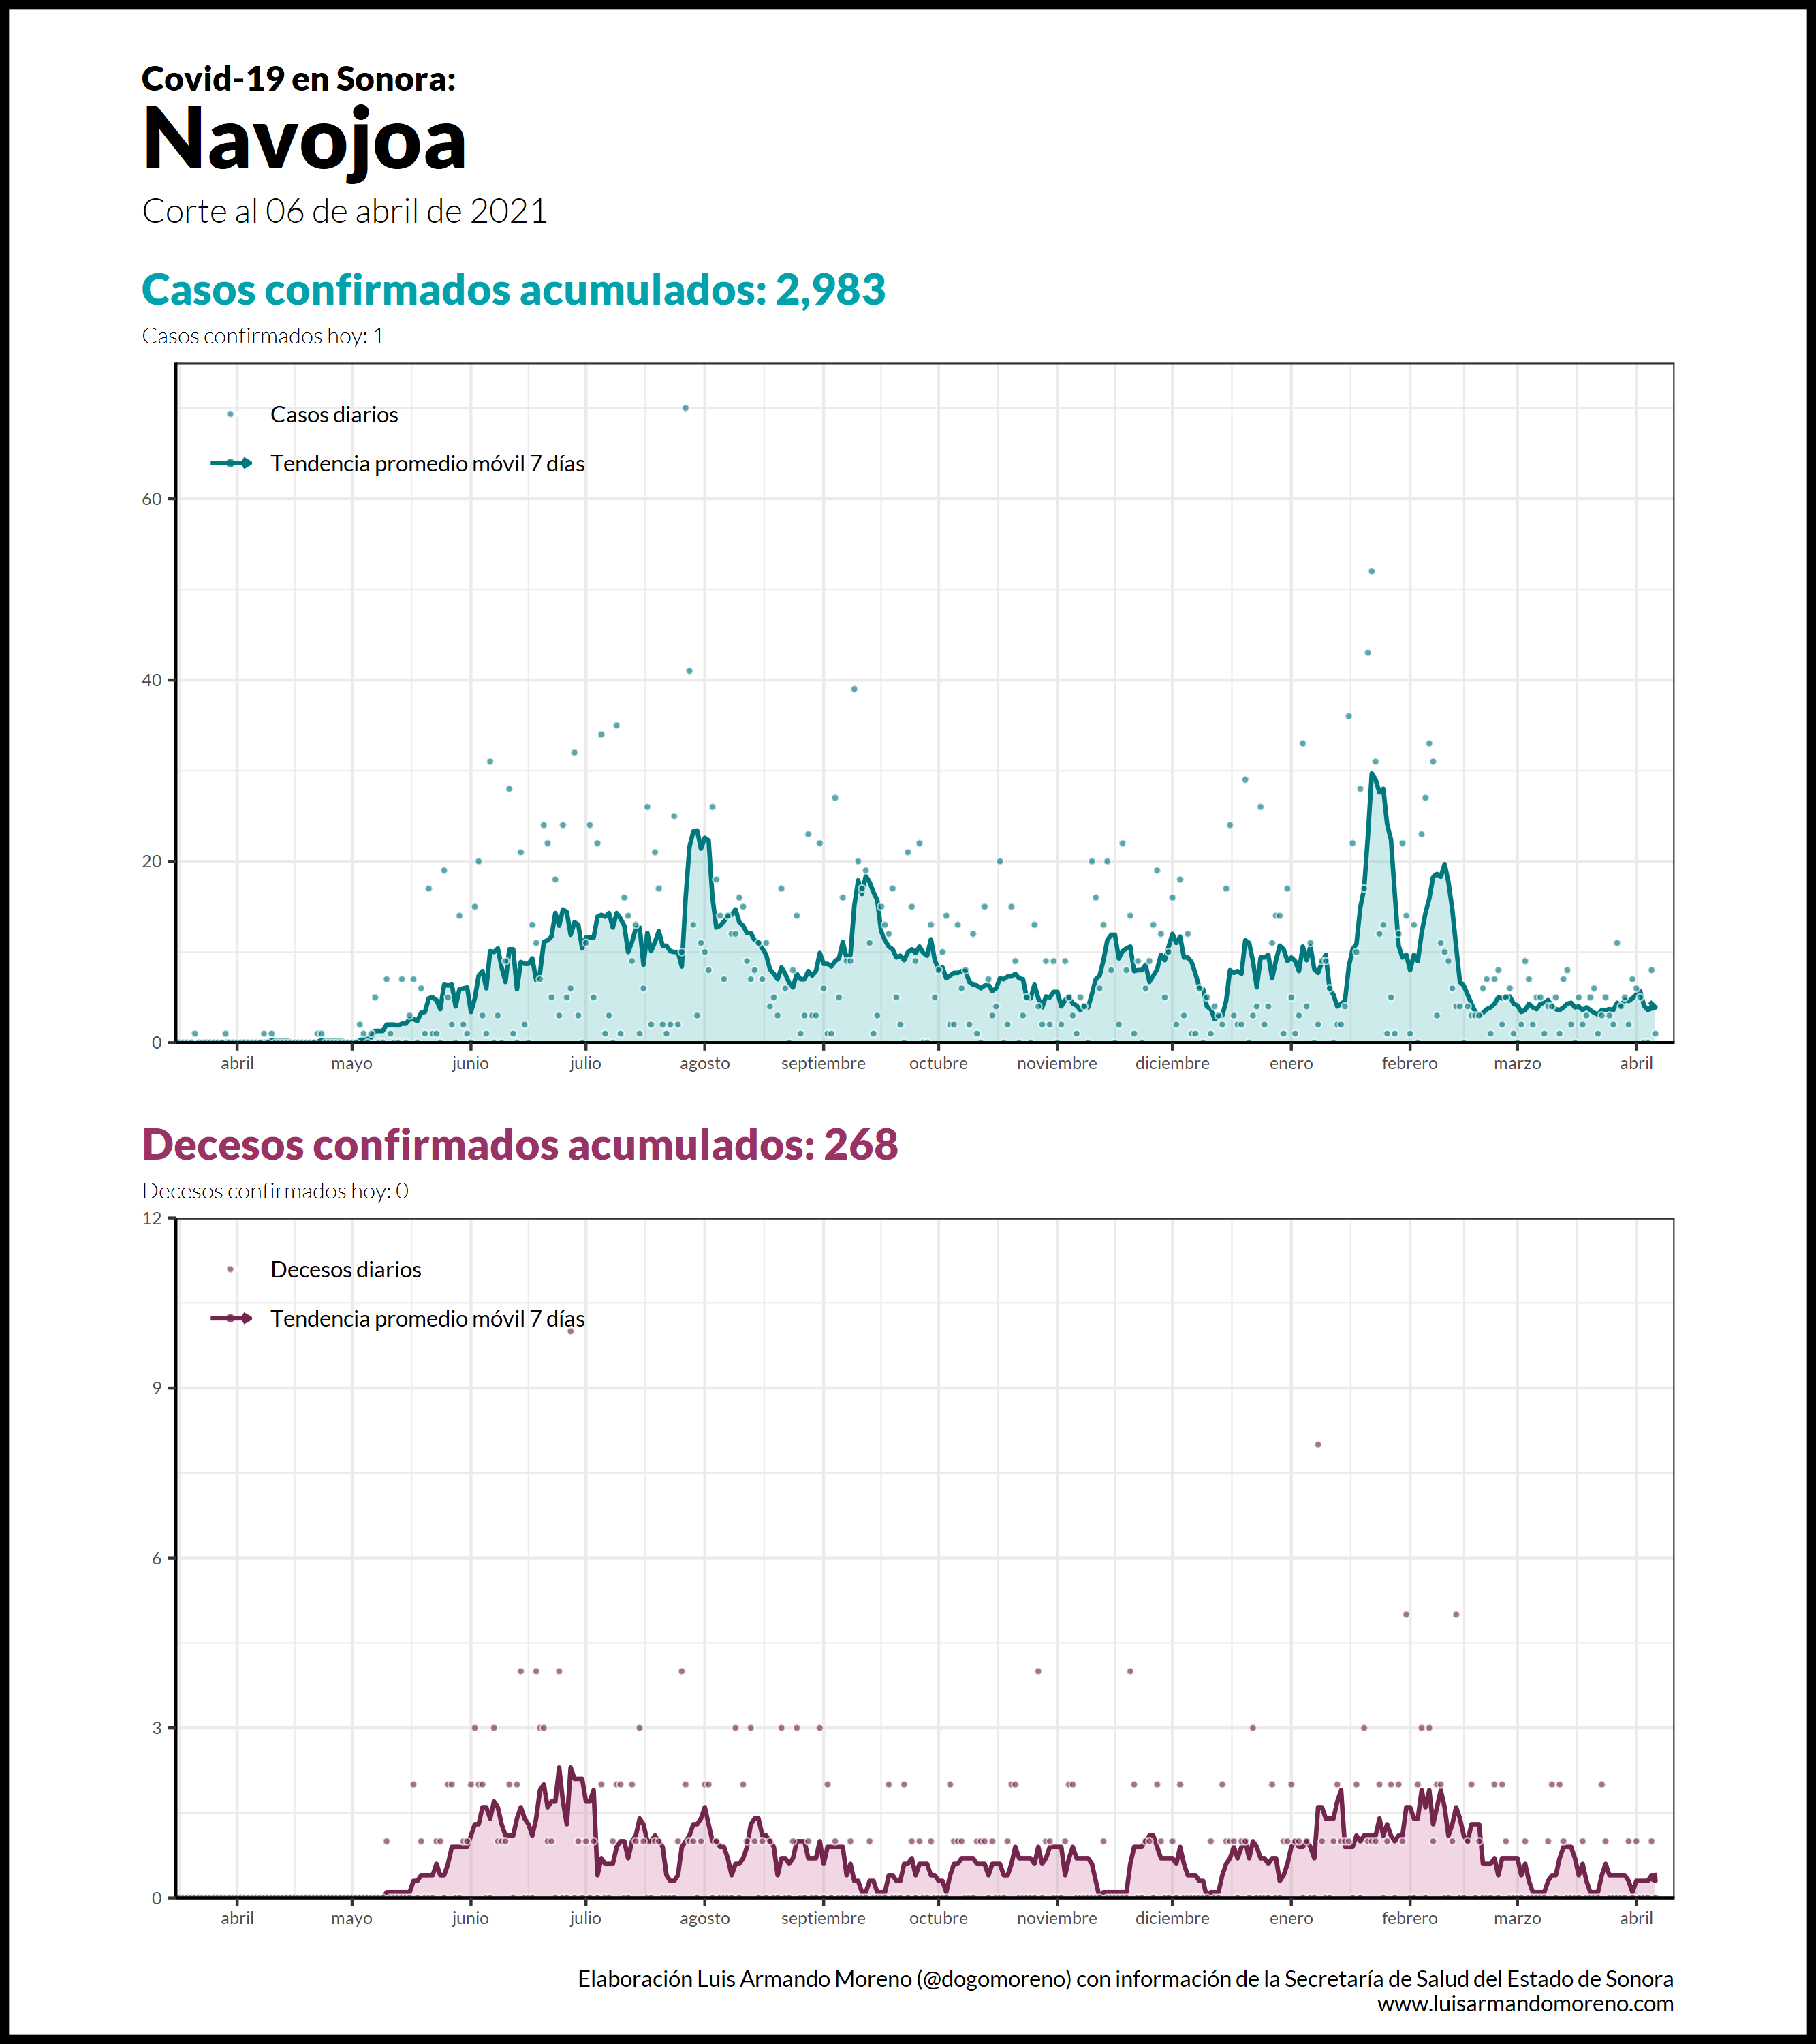 Covid-19 en Sonora:
Navojoa
Corte al 06 de abril de 2021
Casos confirmados acumulados: 2,983
Casos confirmados hoy: 1
Casos diarios
Tendencia promedio móvil 7 días
60
40
20
0
abril mayo junio julio agosto septiembre octubre noviembre diciembre enero febrero marzo abril
Decesos confirmados acumulados: 268
Decesos confirmados hoy: 0
12
Decesos diarios
Tendencia promedio móvil 7 días
9
6
3
0
abril mayo junio julio agosto septiembre octubre noviembre diciembre enero febrero marzo abril
Elaboración Luis Armando Moreno (@dogomoreno) con información de la Secretaría de Salud del Estado de Sonora
www.luisarmandomoreno.com